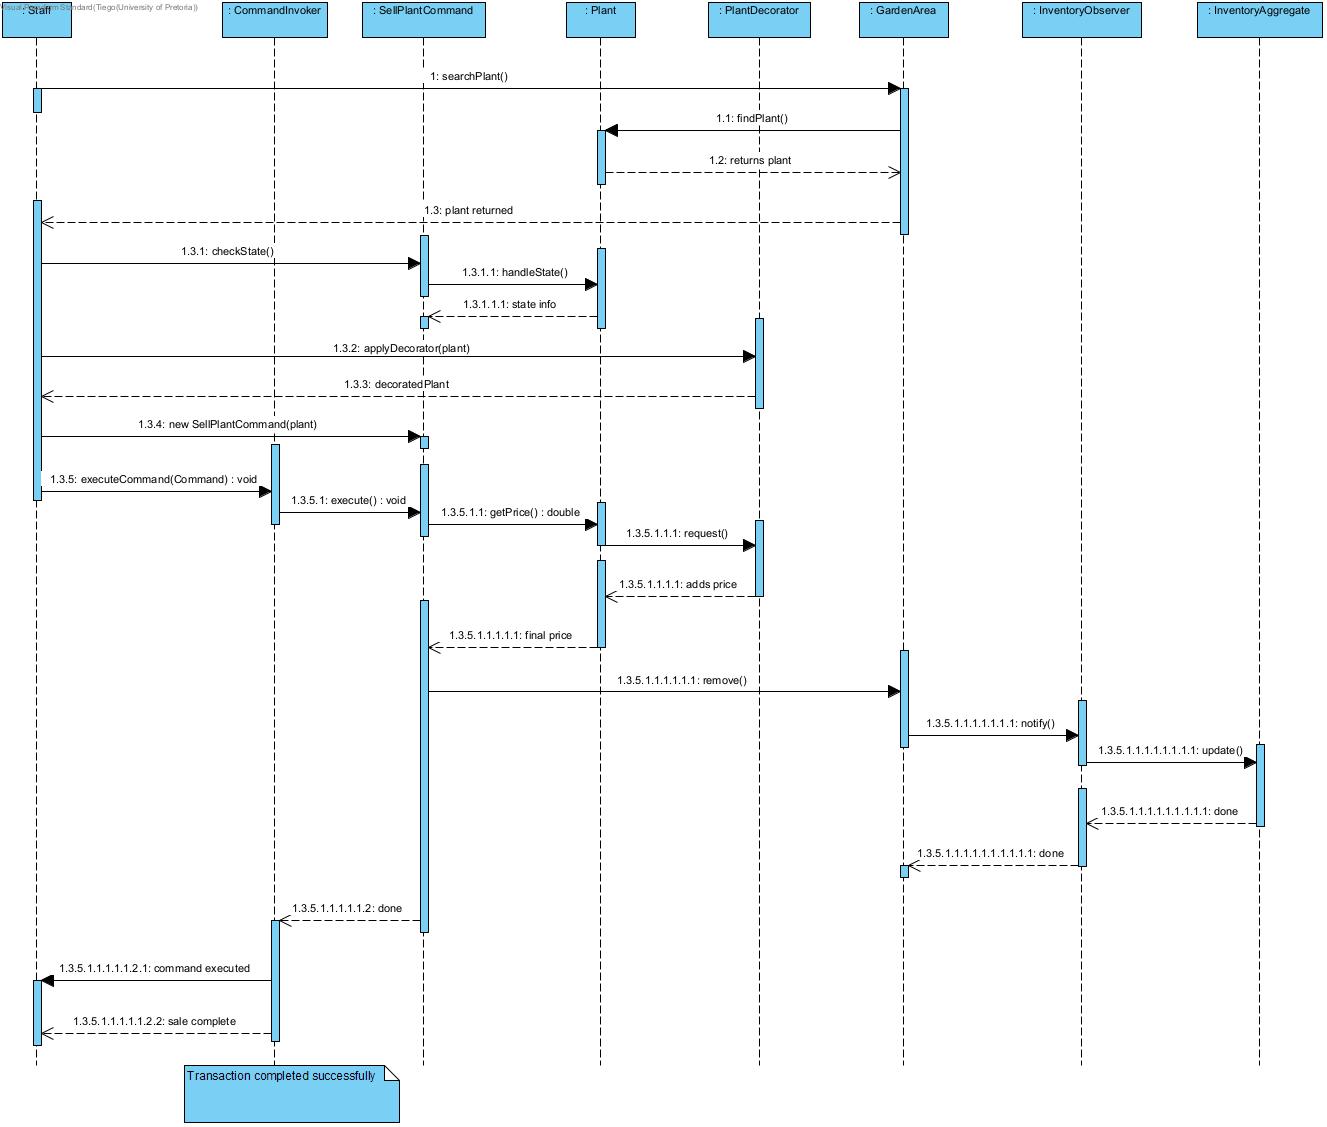 Visual Paradigm Standard(Tiego(University of Pretoria))
: Staff
: CommandInvoker
: SellPlantCommand
: Plant
: PlantDecorator
: GardenArea
: InventoryObserver
: InventoryAggregate
1: searchPlant()
1.1: findPlant()
1.2: returns plant
1.3: plant returned
1.3.1: checkState()
1.3.1.1: handleState()
1.3.1.1.1: state info
1.3.2: applyDecorator(plant)
1.3.3: decoratedPlant
1.3.4: new SellPlantCommand(plant)
1.3.5: executeCommand(Command) : void
1.3.5.1: execute() : void
1.3.5.1.1: getPrice() : double
1.3.5.1.1.1: request()
1.3.5.1.1.1.1: adds price
1.3.5.1.1.1.1.1: final price
1.3.5.1.1.1.1.1.1: remove()
1.3.5.1.1.1.1.1.1.1: notify()
1.3.5.1.1.1.1.1.1.1.1: update()
1.3.5.1.1.1.1.1.1.1.1.1: done
1.3.5.1.1.1.1.1.1.1.1.1.1: done
1.3.5.1.1.1.1.1.2: done
1.3.5.1.1.1.1.1.2.1: command executed
1.3.5.1.1.1.1.1.2.2: sale complete
Transaction completed successfully